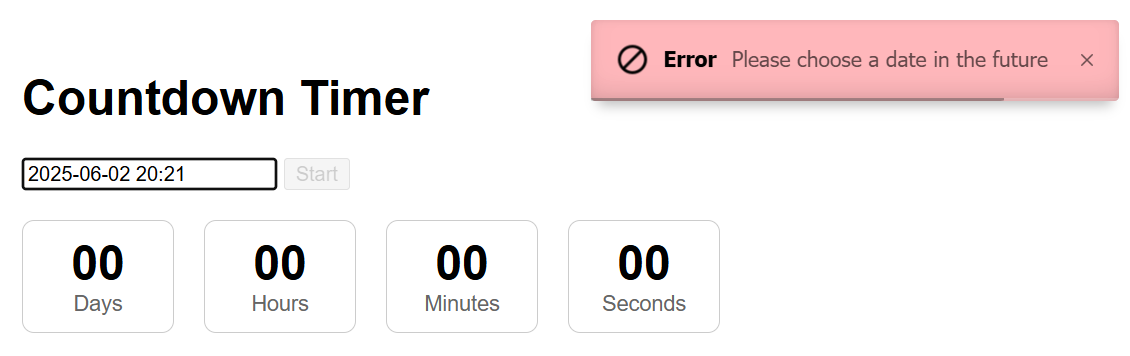 Error Please choose a date in the future ×
Countdown Timer
2025-06-02 20:21 Start
00 00 00 00
Days Hours Minutes Seconds